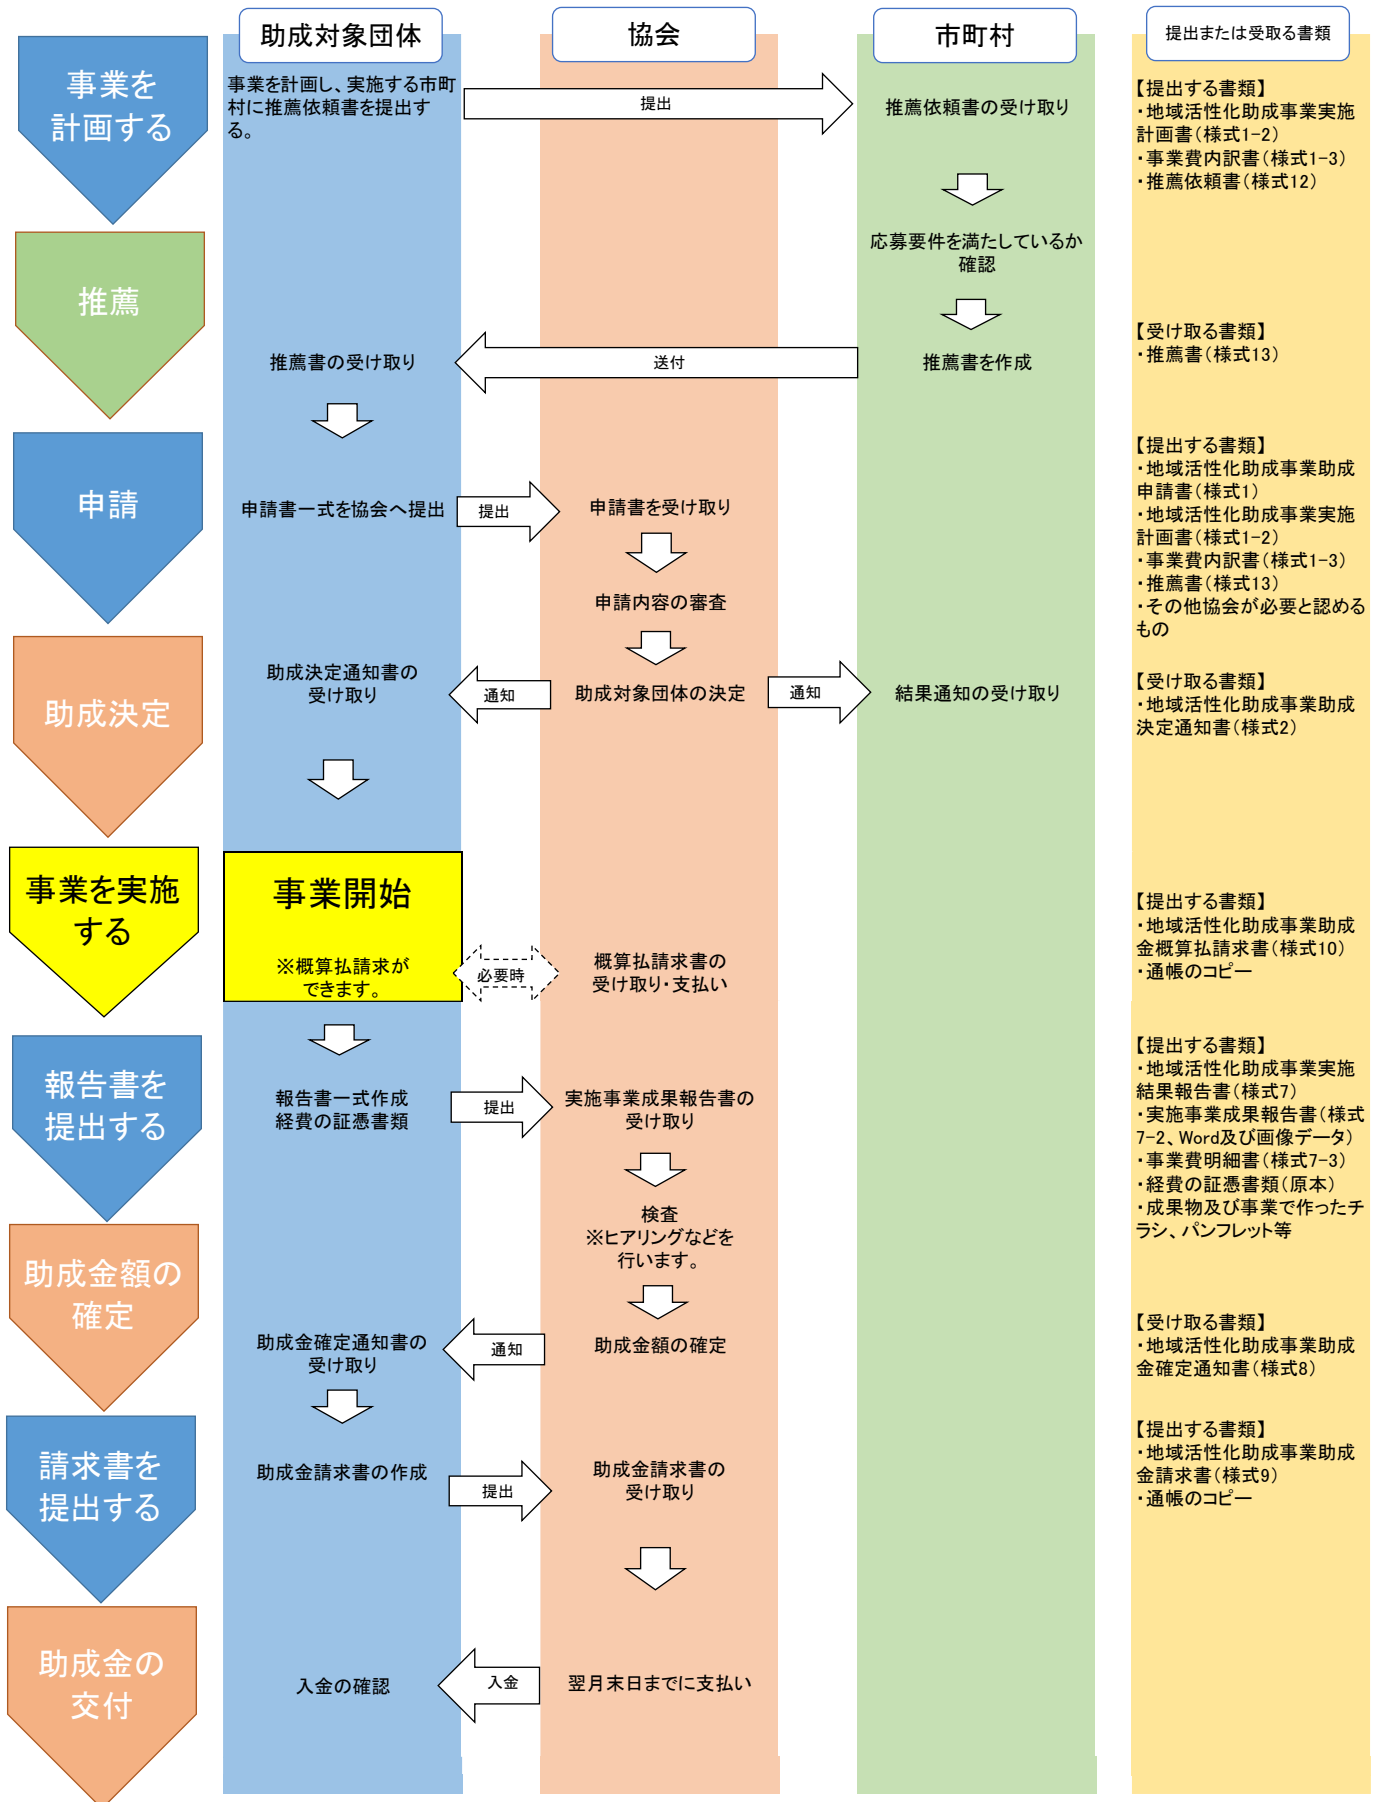 助成対象団体
協会
市町村
提出または受取る書類
事業を
計画する
事業を計画し、実施する市町
村に推薦依頼書を提出す
る。
提出
推薦依頼書の受け取り
【提出する書類】
・地域活性化助成事業実施
計画書(様式1-2)
・事業費内訳書(様式1-3)
・推薦依頼書(様式12)
推薦
応募要件を満たしているか
確認
推薦書の受け取り
送付
推薦書を作成
【受け取る書類】
・推薦書(様式13)
申請
申請書一式を協会へ提出
提出
申請書を受け取り
申請内容の審査
【提出する書類】
・地域活性化助成事業助成
申請書(様式1)
・地域活性化助成事業実施
計画書(様式1-2)
・事業費内訳書(様式1-3)
・推薦書(様式13)
・その他協会が必要と認める
もの
助成決定
助成決定通知書の
受け取り
通知
助成対象団体の決定
通知
結果通知の受け取り
【受け取る書類】
・地域活性化助成事業助成
決定通知書(様式2)
事業を実施
する
事業開始
※概算払請求が
できます。
必要時
概算払請求書の
受け取り・支払い
【提出する書類】
・地域活性化助成事業助成
金概算払請求書(様式10)
・通帳のコピー
報告書を
提出する
報告書一式作成
経費の証憑書類
提出
実施事業成果報告書の
受け取り
検査
※ヒアリングなどを
行います。
【提出する書類】
・地域活性化助成事業実施
結果報告書(様式7)
・実施事業成果報告書(様式
7-2、Word及び画像データ)
・事業費明細書(様式7-3)
・経費の証憑書類(原本)
・成果物及び事業で作ったチ
ラシ、パンフレット等
助成金額の
確定
助成金確定通知書の
受け取り
通知
助成金額の確定
【受け取る書類】
・地域活性化助成事業助成
金確定通知書(様式8)
請求書を
提出する
助成金請求書の作成
提出
助成金請求書の
受け取り
【提出する書類】
・地域活性化助成事業助成
金請求書(様式9)
・通帳のコピー
助成金の
交付
入金の確認
入金
翌月末日までに支払い